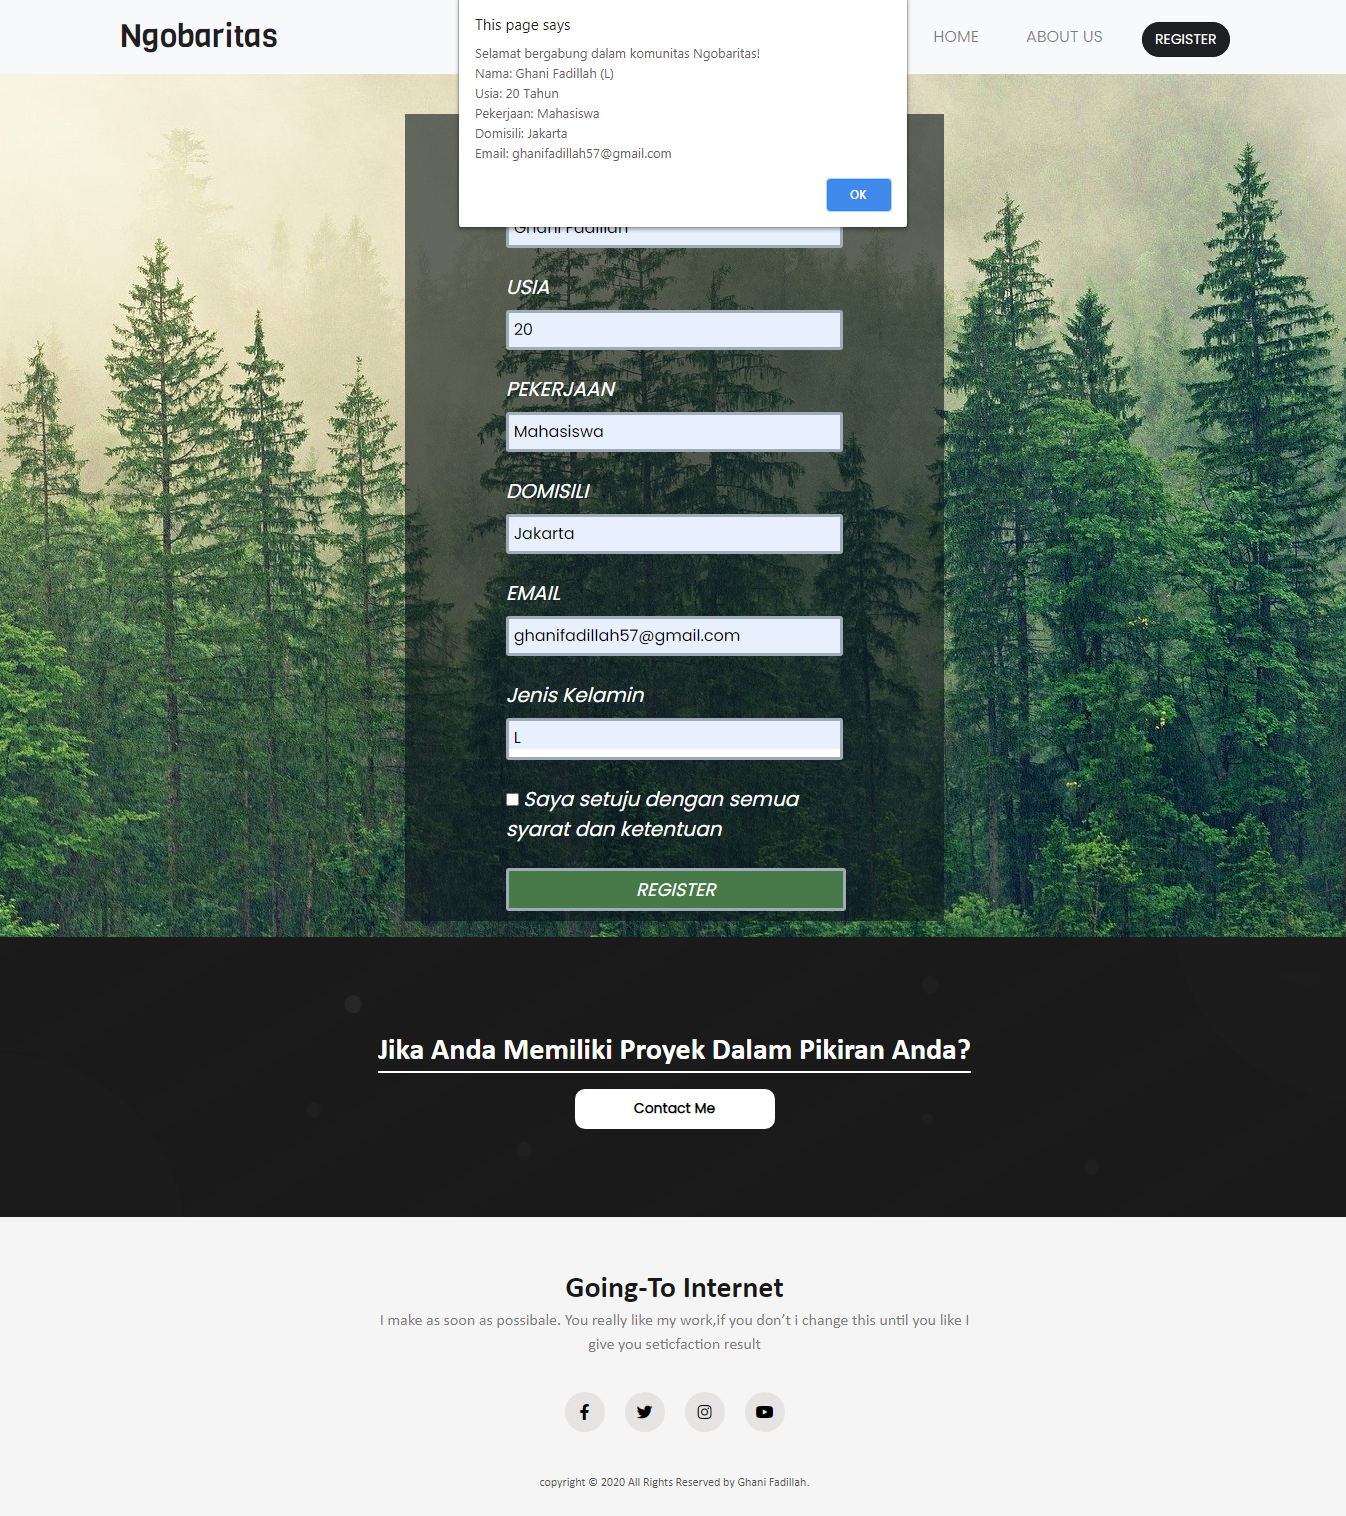 Ngobaritas
HOME
ABOUT US
REGISTER
This page says
Selamat bergabung dalam komunitas Ngobaritas!
Nama: Ghani Fadillah (L)
Usia: 20 Tahun
Pekerjaan: Mahasiswa
Domisili: Jakarta
Email: ghanifadillah57@gmail.com
OK
Ghani Fadillah
USIA
20
PEKERJAAN
Mahasiswa
DOMISILI
Jakarta
EMAIL
ghanifadillah57@gmail.com
Jenis Kelamin
L
Saya setuju dengan semua
syarat dan ketentuan
REGISTER
Jika Anda Memiliki Proyek Dalam Pikiran Anda?
Contact Me
Going-To Internet
I make as soon as possibale. You really like my work,if you don’t i change this until you like I
give you seticfaction result
copyright © 2020 All Rights Reserved by Ghani Fadillah.